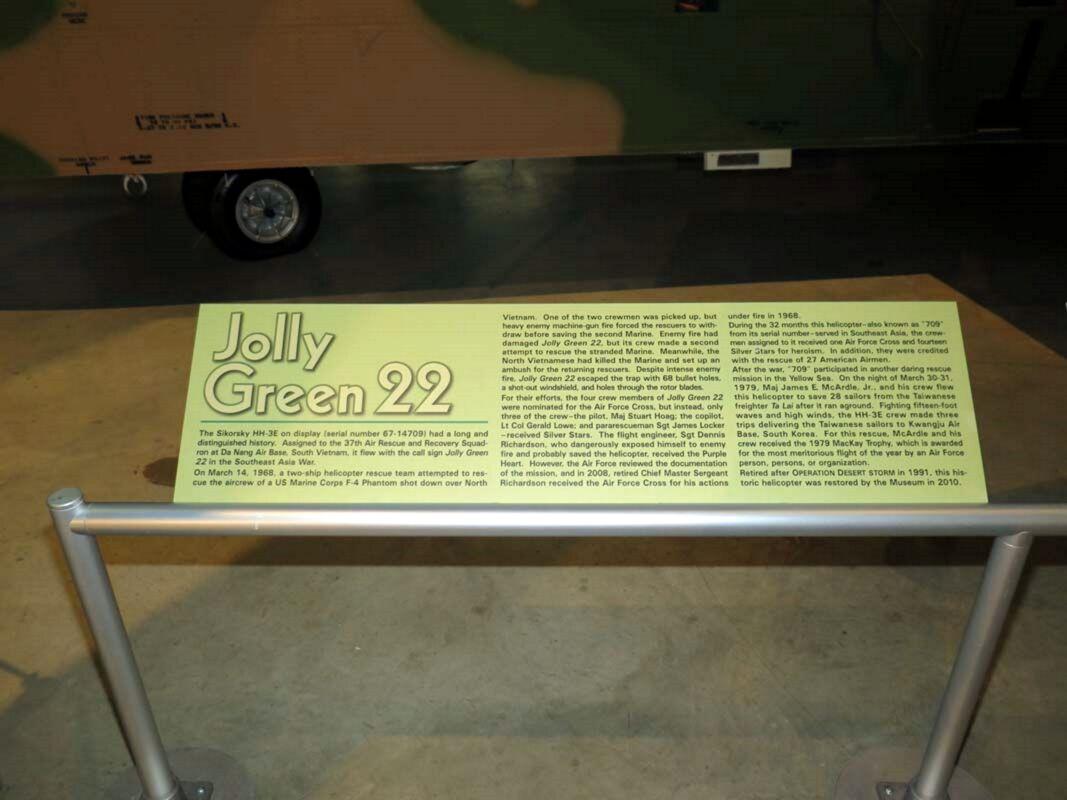 Jolly
Green 22
The Sikorsky HH-3E on display (serial number 67-14709) had a long and
distinguished history. Assigned to the 37th Air Rescue and Recovery Squad-
ron at Da Nang Air Base, South Vietnam, it flew with the call sign Jolly Green
22 in the Southeast Asia War.
On March 14, 1968, a two-ship helicopter rescue team attempted to res-
cue the aircrew of a US Marine Corps F-4 Phantom shot down over North
Vietnam. One of the two crewmen was picked up, but
heavy enemy machine-gun fire forced the rescuers to with-
draw before saving the second Marine. Enemy fire had
damaged Jolly Green 22, but its crew made a second
attempt to rescue the stranded Marine. Meanwhile, the
North Vietnamese had killed the Marine and set up an
ambush for the returning rescuers. Despite intense enemy
fire, Jolly Green 22 escaped the trap with 68 bullet holes,
a shot-out windshield, and holes through the rotor blades.
For their efforts, the four crew members of Jolly Green 22
were nominated for the Air Force Cross, but instead, only
three of the crew–the pilot, Maj Stuart Hoag; the copilot,
Lt Col Gerald Lowe; and pararescueman Sgt James Locker
–received Silver Stars. The flight engineer, Sgt Dennis
Richardson, who dangerously exposed himself to enemy
fire and probably saved the helicopter, received the Purple
Heart. However, the Air Force reviewed the documentation
of the mission, and in 2008, retired Chief Master Sergeant
Richardson received the Air Force Cross for his actions
under fire in 1968.
During the 32 months this helicopter–also known as "709"
from its serial number–served in Southeast Asia, the crew-
men assigned to it received one Air Force Cross and fourteen
Silver Stars for heroism. In addition, they were credited
with the rescue of 27 American Airmen.
After the war, "709" participated in another daring rescue
mission in the Yellow Sea. On the night of March 30-31,
1979, Maj James E. McArdle, Jr., and his crew flew
this helicopter to save 28 sailors from the Taiwanese
freighter Ta Lai after it ran aground. Fighting fifteen-foot
waves and high winds, the HH-3E crew made three
trips delivering the Taiwanese sailors to Kwangju Air
Base, South Korea. For this rescue, McArdle and his
crew received the 1979 MacKay Trophy, which is awarded
for the most meritorious flight of the year by an Air Force
person, persons, or organization.
Retired after OPERATION DESERT STORM in 1991, this his-
toric helicopter was restored by the Museum in 2010.